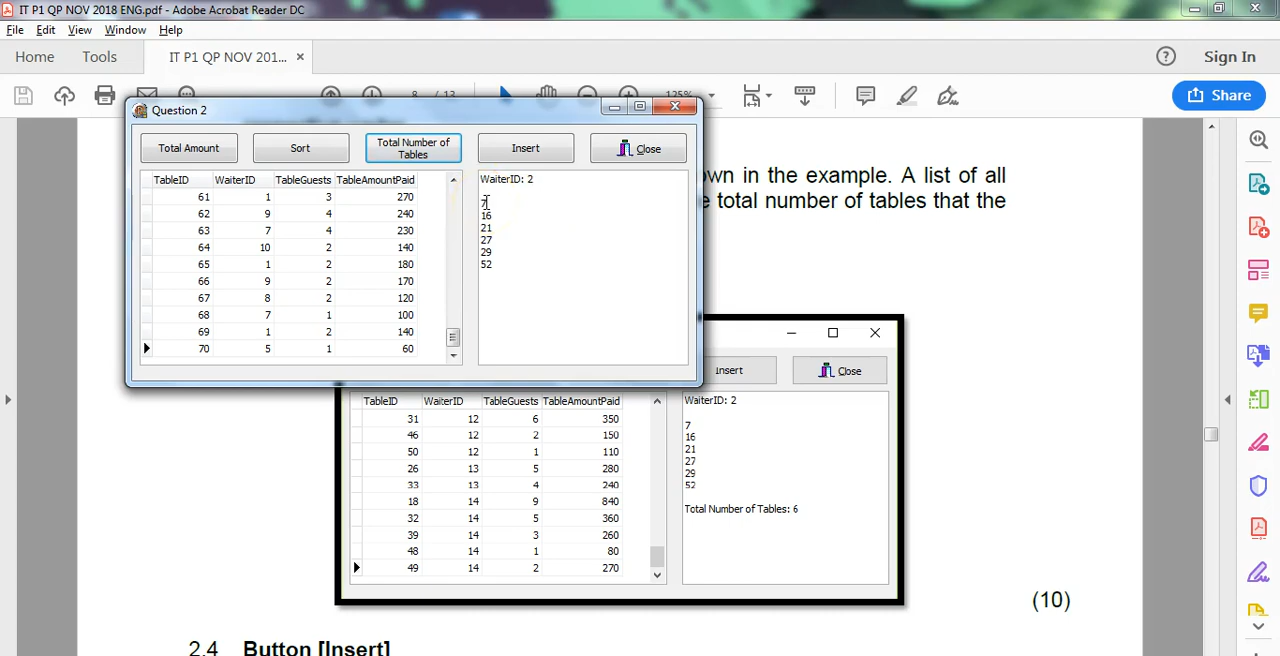 IT P1 QP NOV 2018 ENG.pdf - Adobe Acrobat Reader DC
File Edit View Window Help
Home Tools IT P1 QP NOV 201... × Sign In
8 / 13 125% Share
Question 2
Total Amount Sort Total Number of Tables Insert Close
TableID WaiterID TableGuests TableAmountPaid
61 1 3 270
62 9 4 240
63 7 4 230
64 10 2 140
65 1 2 180
66 9 2 170
67 8 2 120
68 7 1 100
69 1 2 140
70 5 1 60
WaiterID: 2
7
16
21
27
29
52
own in the example. A list of all
e total number of tables that the
Insert Close
TableID WaiterID TableGuests TableAmountPaid
31 12 6 350
46 12 2 150
50 12 1 110
26 13 5 280
33 13 4 240
18 14 9 840
32 14 5 360
39 14 3 260
48 14 1 80
49 14 2 270
WaiterID: 2
7
16
21
27
29
52
Total Number of Tables: 6
(10)
2.4 Button [Insert]